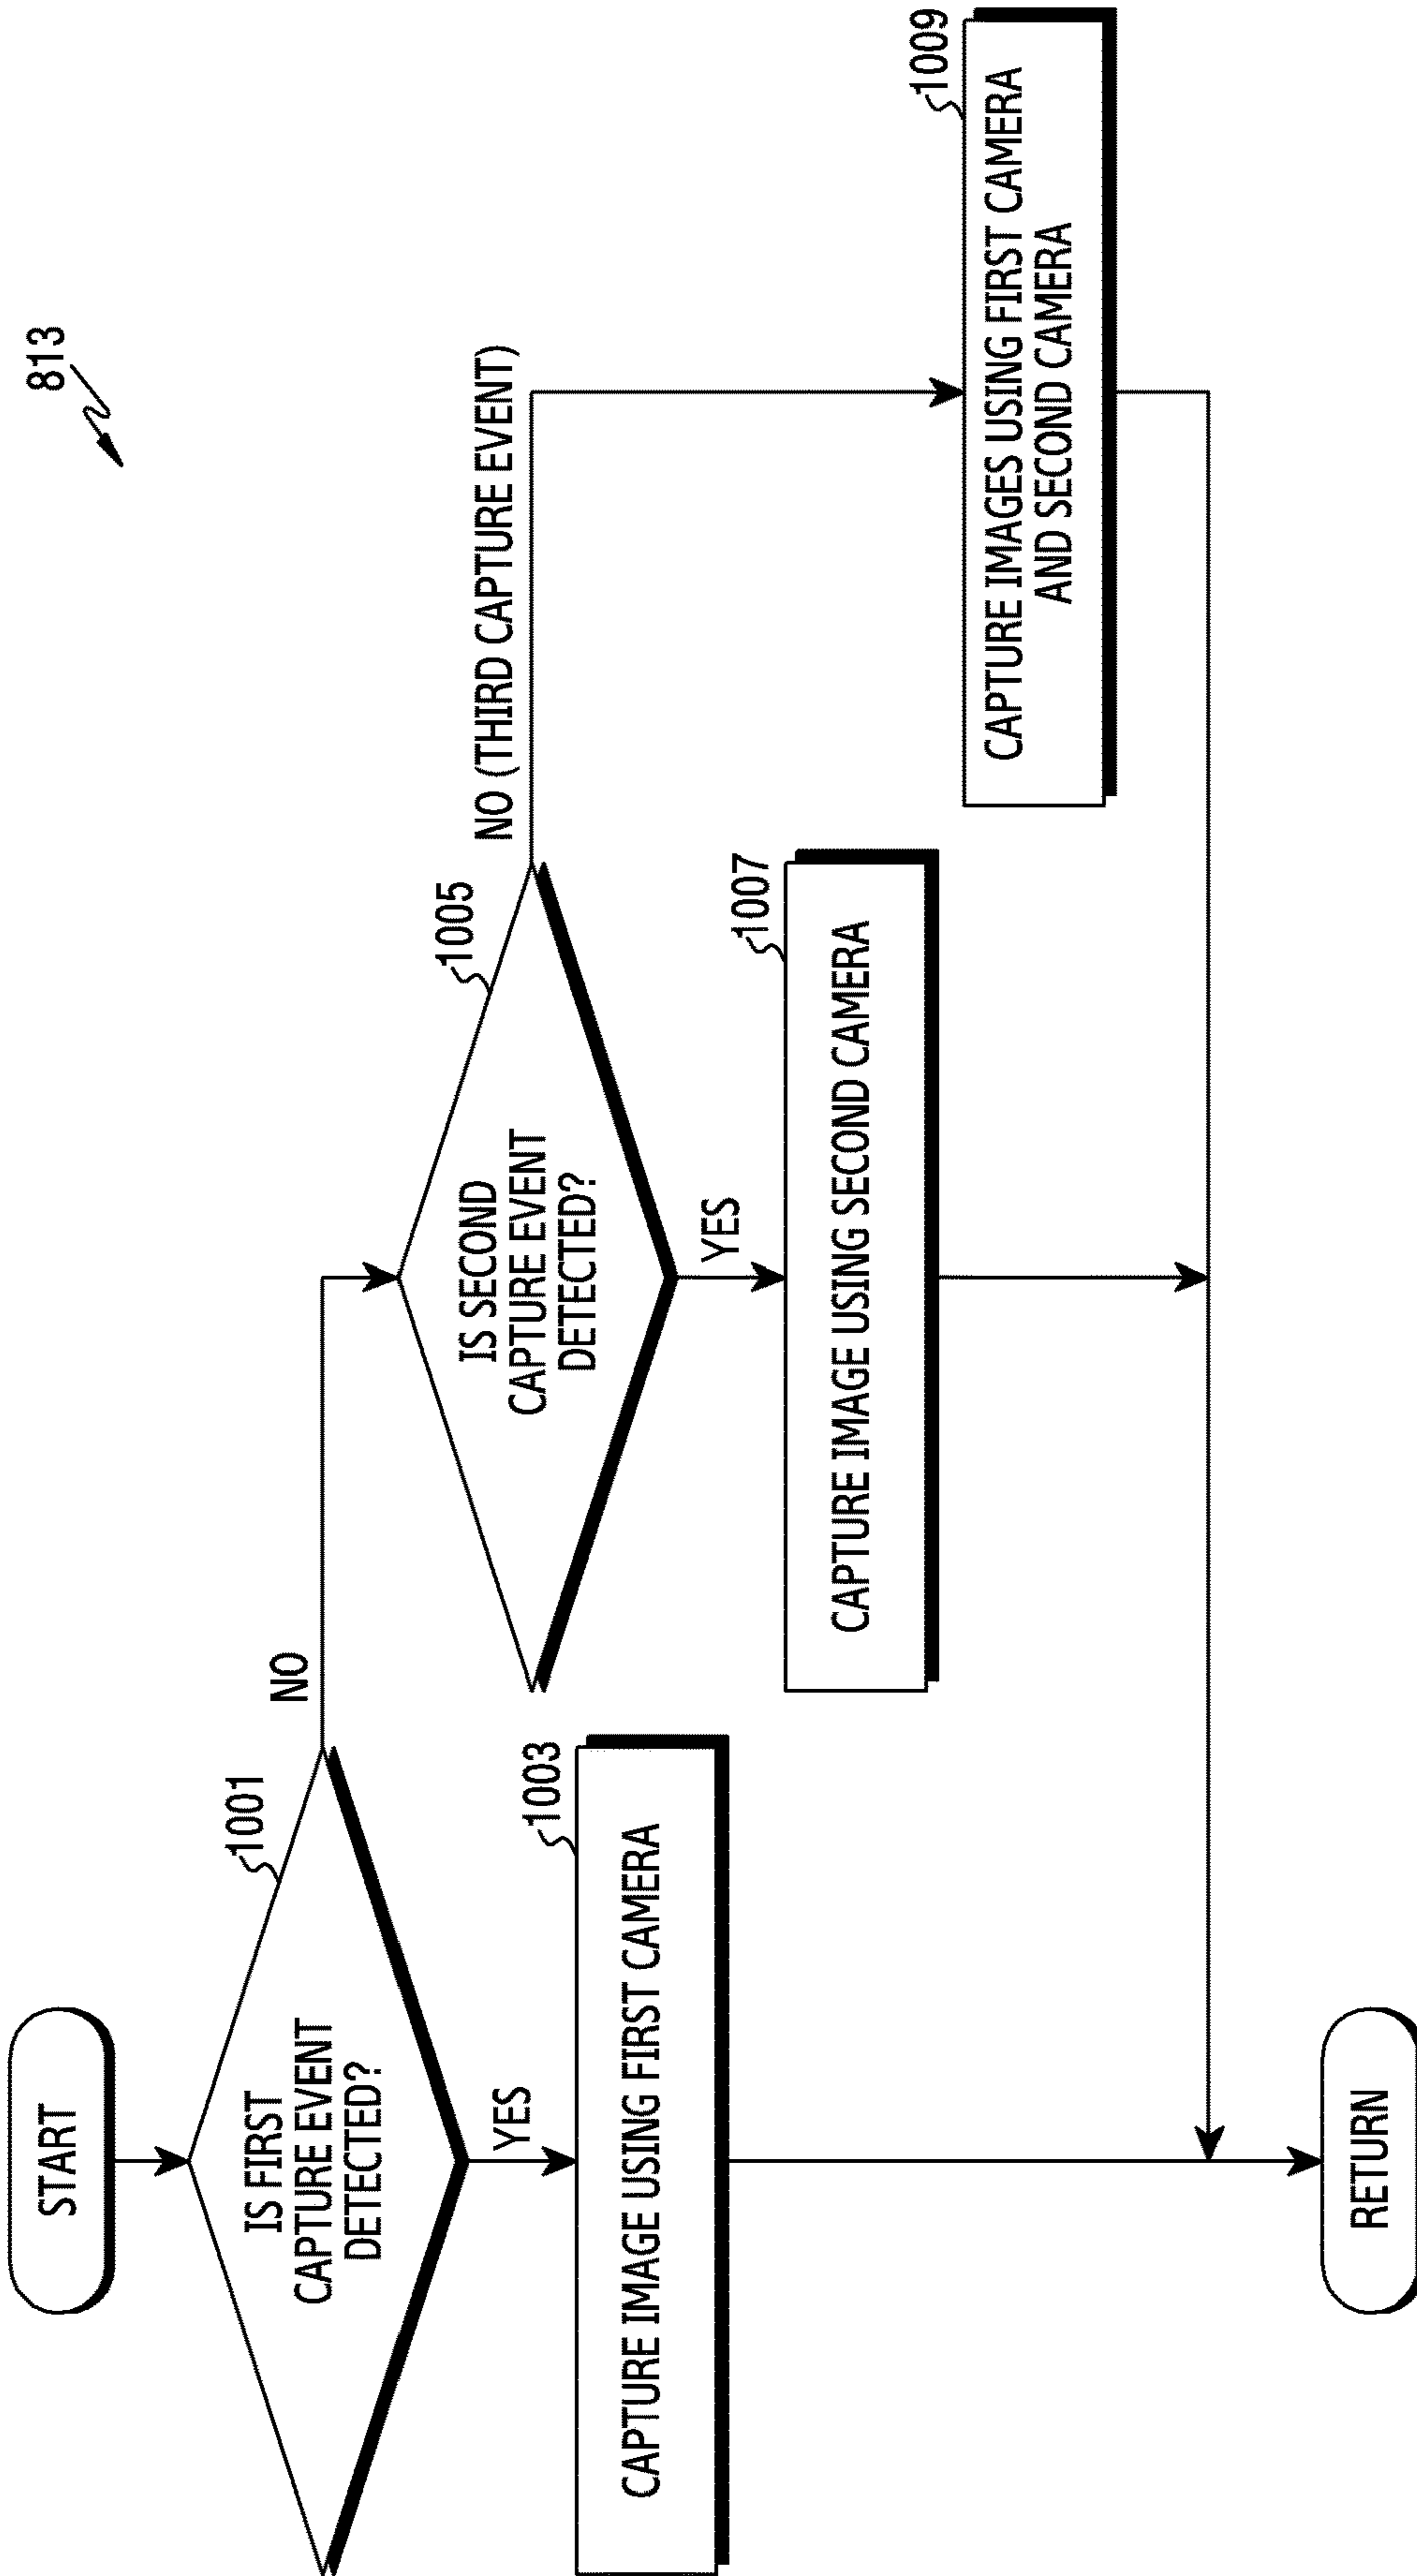 813
START
1001
IS FIRST
CAPTURE EVENT
DETECTED?
NO
YES
1003
CAPTURE IMAGE USING FIRST CAMERA
1005
IS SECOND
CAPTURE EVENT
DETECTED?
NO (THIRD CAPTURE EVENT)
YES
1007
CAPTURE IMAGE USING SECOND CAMERA
1009
CAPTURE IMAGES USING FIRST CAMERA
AND SECOND CAMERA
RETURN